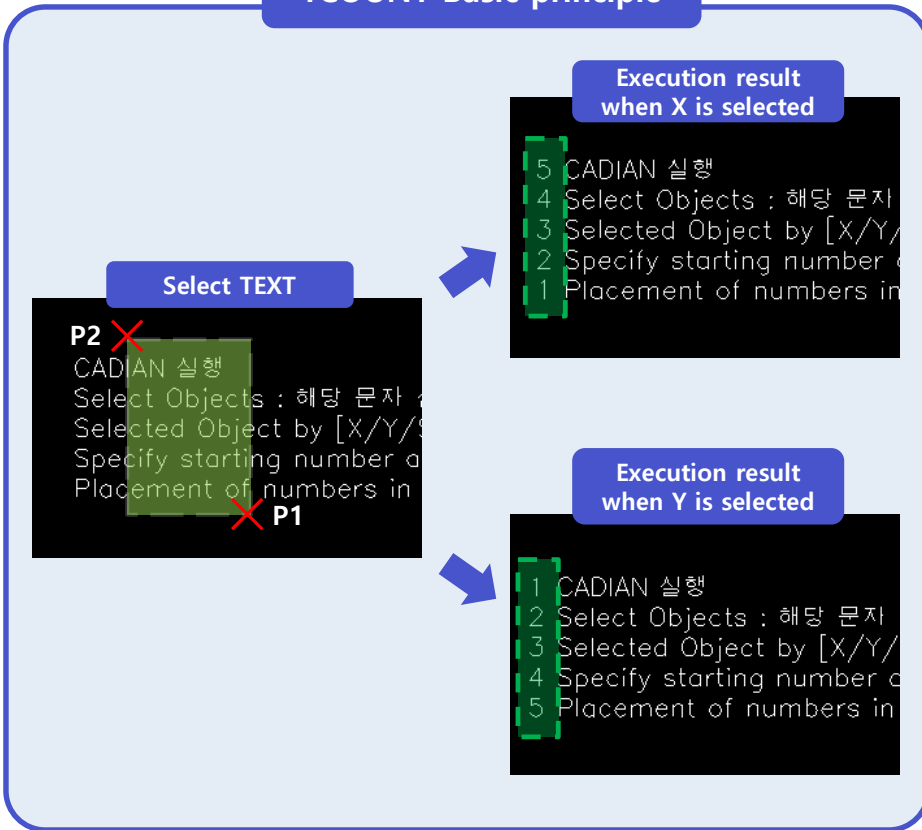 TCOUNT Basic principle
Execution result
when X is selected
5 CADIAN 실행
4 Select Objects : 해당 문자
3 Selected Object by [X/Y/
2 Specify starting number
1 Placement of numbers in
Select TEXT
P2
CADIAN 실행
Select Objects : 해당 문자
Selected Object by [X/Y/
Specify starting number a
Placement of numbers in
P1
Execution result
when Y is selected
1 CADIAN 실행
2 Select Objects : 해당 문자
3 Selected Object by [X/Y/
4 Specify starting number
5 Placement of numbers in